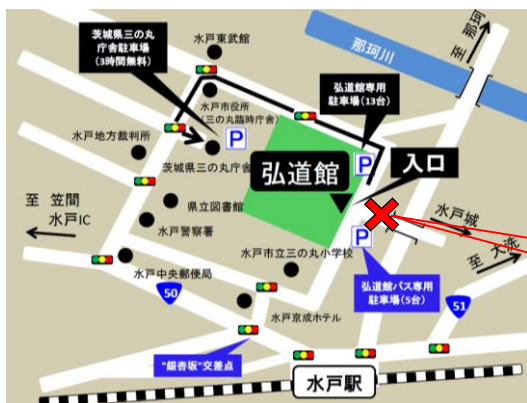 茨城県三の丸
庁舎駐車場
(3時間無料)
水戸東武館
那珂川
至 那珂
弘道館専用
駐車場(13台)
水戸市役所
(三の丸臨時庁舎)
P
P
水戸地方裁判所
茨城県三の丸庁舎
弘道館
入口
至 笠間
水戸IC
県立図書館
水戸警察署
水戸城
P
水戸市立三の丸小学校
至 大洗
水戸中央郵便局
弘道館バス専用
駐車場(5台)
50
51
水戸京成ホテル
"銀杏坂"交差点
水戸駅